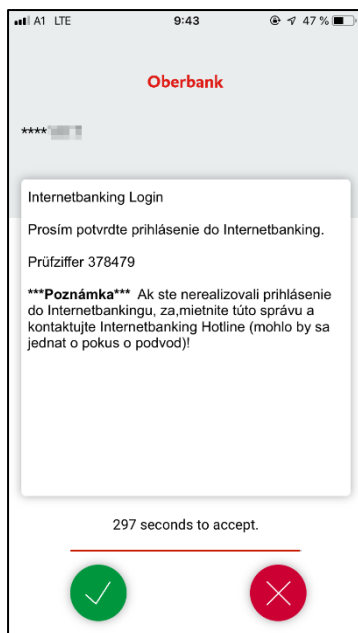 A1 LTE 9:43 47 %
Oberbank
****
Internetbanking Login
Prosím potvrdte prihlásenie do Internetbanking.
Prüfziffer 378479
***Poznámka*** Ak ste nerealizovali prihlásenie
do Internetbankingu, za,mietnite túto správu a
kontaktujte Internetbanking Hotline (mohlo by sa
jednat o pokus o podvod)!
297 seconds to accept.